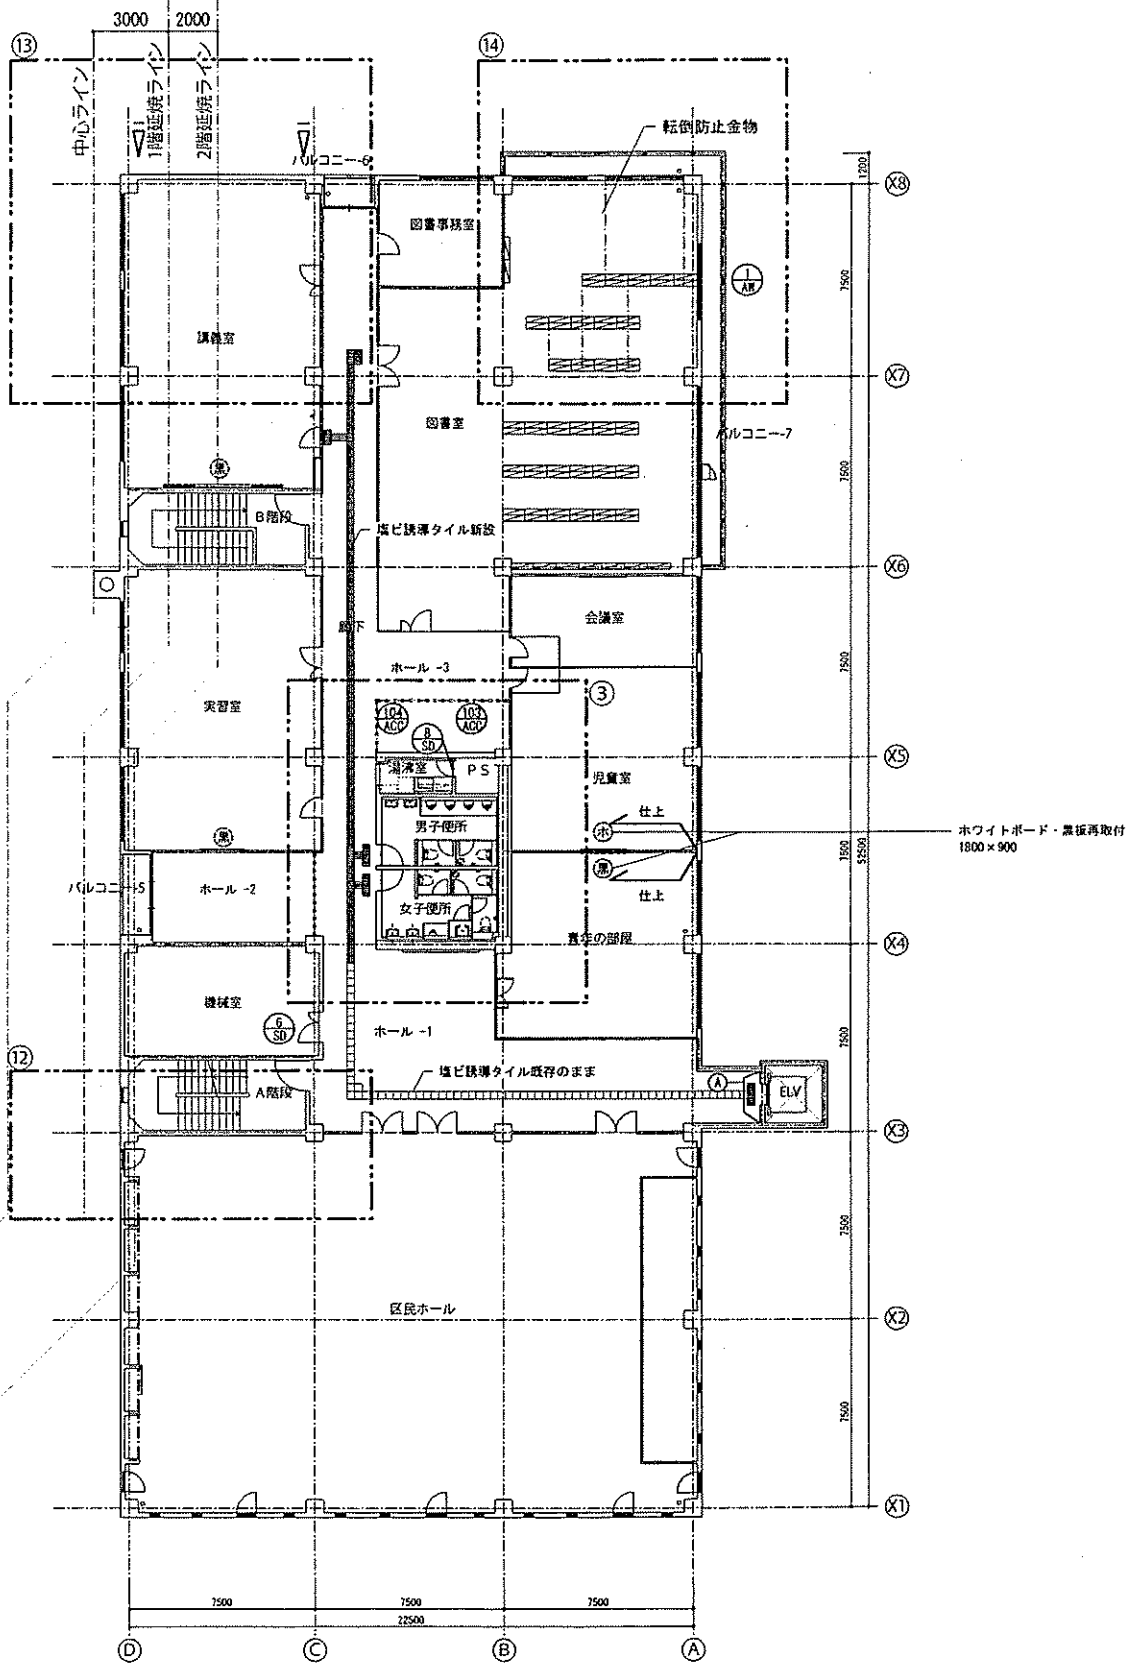 3000
2000
⑬
⑭
中心ライン
1階延焼ライン
2階延焼ライン
転倒防止金物
バルコニー-6
1200
X8
図書事務室
1
AW
7500
講義室
X7
図書室
バルコニー-7
黒
7500
B階段
塩ビ誘導タイル新設
X6
会議室
廊下
ホール -3
7500
③
実習室
104
ACC
103
ACC
8
SD
X5
湯沸室
PS
児童室
仕上
男子便所
ホ
ホワイトボード・黒板再取付
1800×900
黒
7500
52500
黒
仕上
バルコニー-5
ホール -2
女子便所
青年の部屋
X4
機械室
6
SD
ホール -1
7500
⑫
塩ビ誘導タイル既存のまま
A階段
A
ELV
X3
7500
区民ホール
X2
7500
X1
7500
7500
7500
22500
D
C
B
A